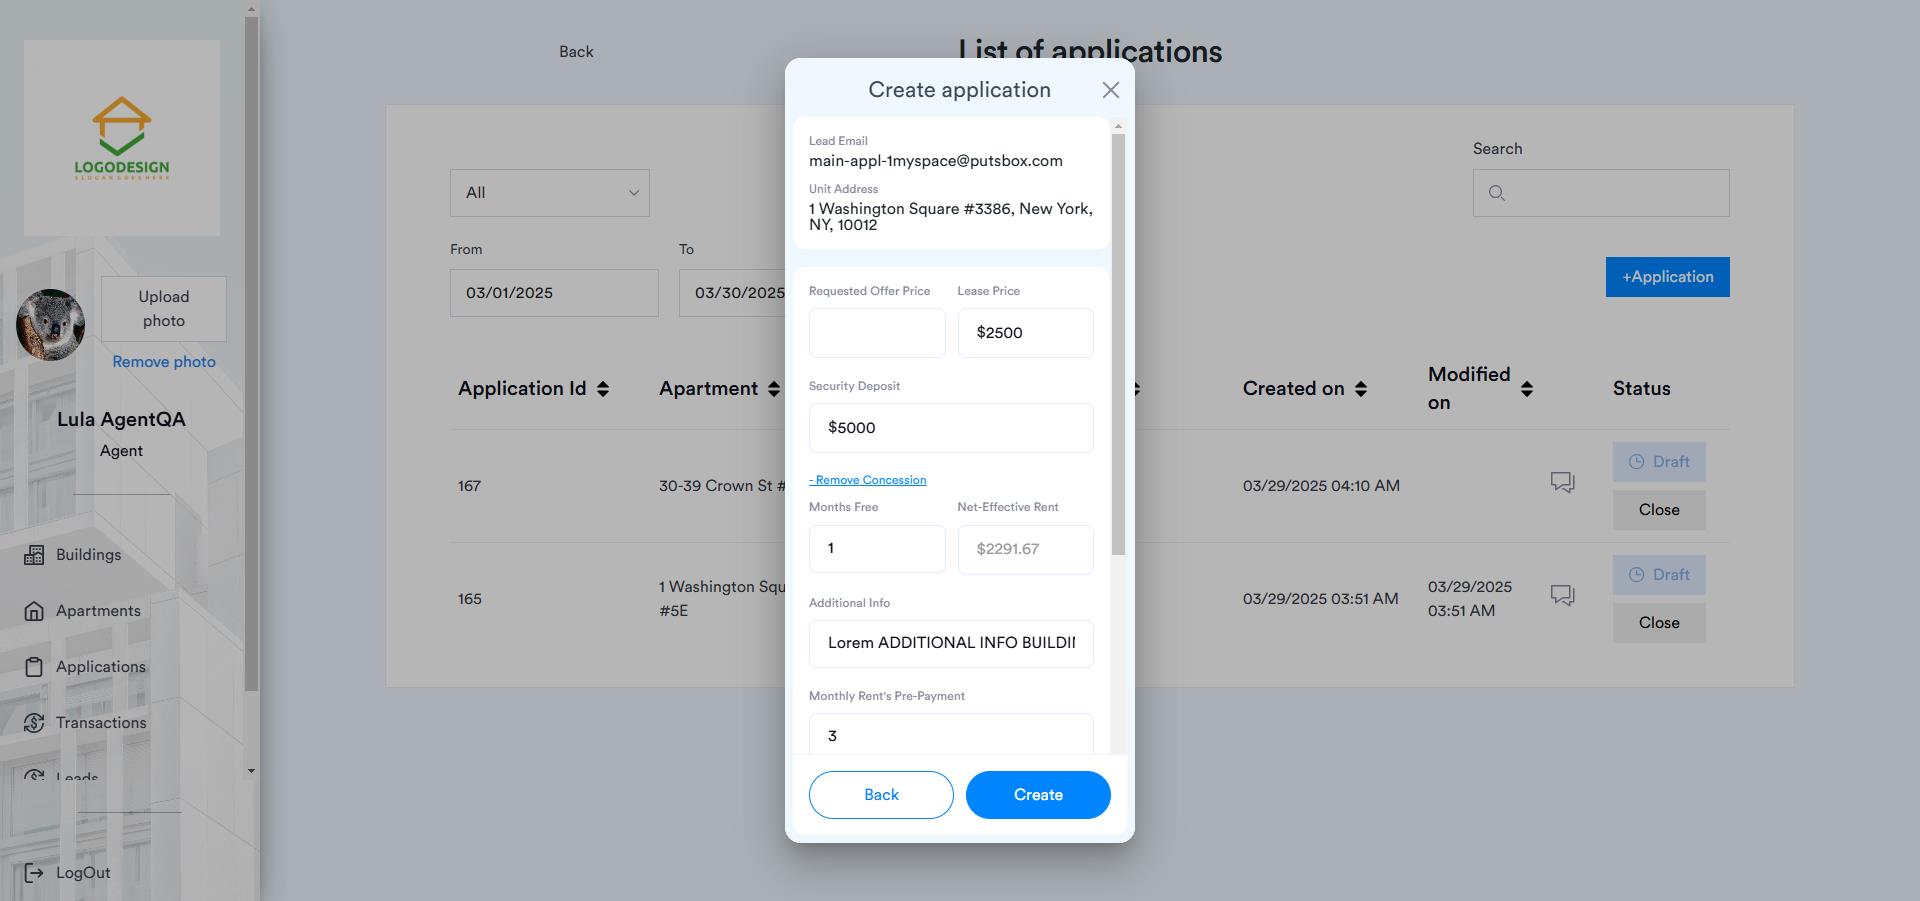 LOGODESIGN
SLOGAN GOES HERE
Upload
photo
Remove photo
Lula AgentQA
Agent
Buildings
Apartments
Applications
Transactions
Leads
LogOut
Back
List of applications
All
Search
From
To
03/01/2025
03/30/2025
+Application
Application Id
Apartment
Created on
Modified
on
Status
167
30-39 Crown St #
03/29/2025 04:10 AM
Draft
Close
165
1 Washington Squ
#5E
03/29/2025 03:51 AM
03/29/2025
03:51 AM
Draft
Close
Create application
Lead Email
main-appl-1myspace@putsbox.com
Unit Address
1 Washington Square #3386, New York,
NY, 10012
Requested Offer Price
Lease Price
$2500
Security Deposit
$5000
- Remove Concession
Months Free
Net-Effective Rent
1
$2291.67
Additional Info
Lorem ADDITIONAL INFO BUILDI
Monthly Rent's Pre-Payment
3
Back
Create